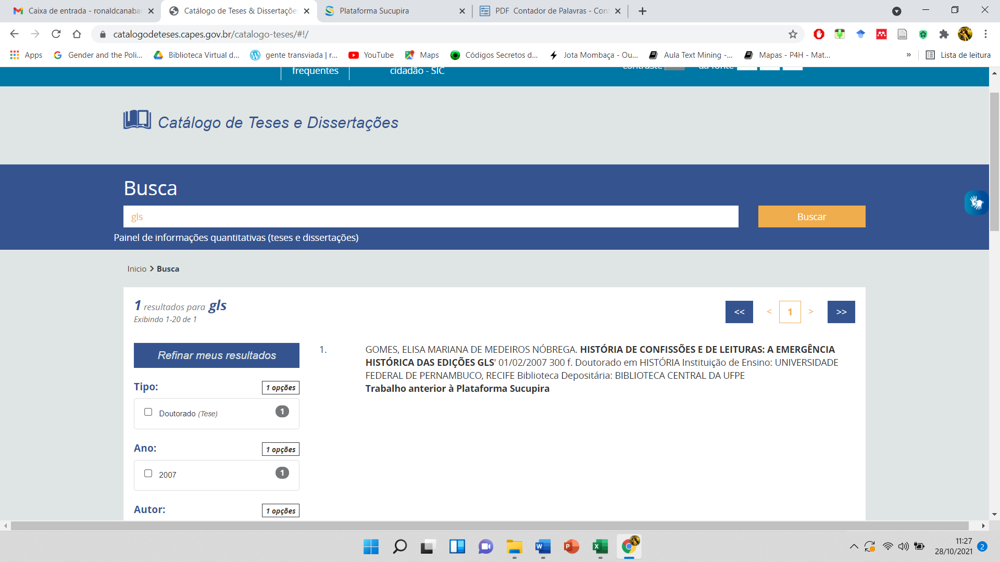 Caixa de entrada - ronaldcanabar
Catálogo de Teses & Dissertaçõe
Plataforma Sucupira
PDF Contador de Palavras - Con
catalogodeteses.capes.gov.br/catalogo-teses/#!/
Apps
Gender and the Poli...
Biblioteca Virtual d...
gente transviada | r...
YouTube
Maps
Códigos Secretos d...
Jota Mombaça - Ou...
Aula Text Mining -...
Mapas - P4H - Mat...
»
Lista de leitura
frequentes
cidadão - SIC
contraste
da fonte
Catálogo de Teses e Dissertações
Busca
gls
Buscar
Painel de informações quantitativas (teses e dissertações)
Inicio > Busca
1 resultados para gls
Exibindo 1-20 de 1
<< < 1 > >>
Refinar meus resultados
1.
GOMES, ELISA MARIANA DE MEDEIROS NÓBREGA. HISTÓRIA DE CONFISSÕES E DE LEITURAS: A EMERGÊNCIA
HISTÓRICA DAS EDIÇÕES GLS' 01/02/2007 300 f. Doutorado em HISTÓRIA Instituição de Ensino: UNIVERSIDADE
FEDERAL DE PERNAMBUCO, RECIFE Biblioteca Depositária: BIBLIOTECA CENTRAL DA UFPE
Trabalho anterior à Plataforma Sucupira
Tipo:
1 opções
Doutorado (Tese)
1
Ano:
1 opções
2007
1
Autor:
1 opções
11:27
28/10/2021
2